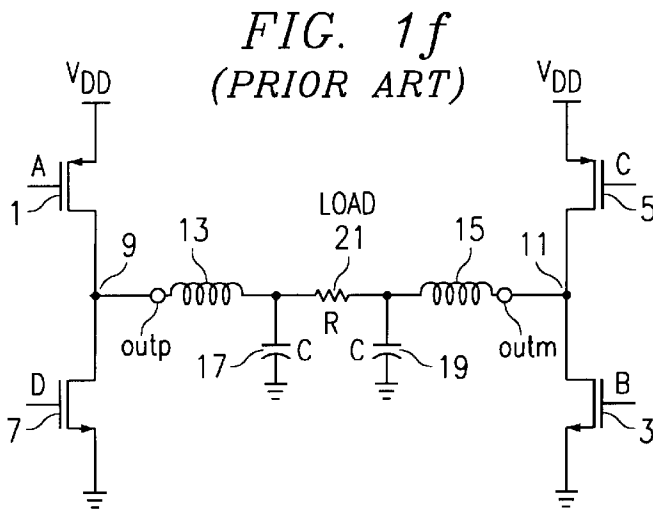 FIG. 1f
(PRIOR ART)
VDD
VDD
A
1
C
5
9
13
LOAD
21
15
11
outp
R
outm
17
C
C
19
D
7
B
3